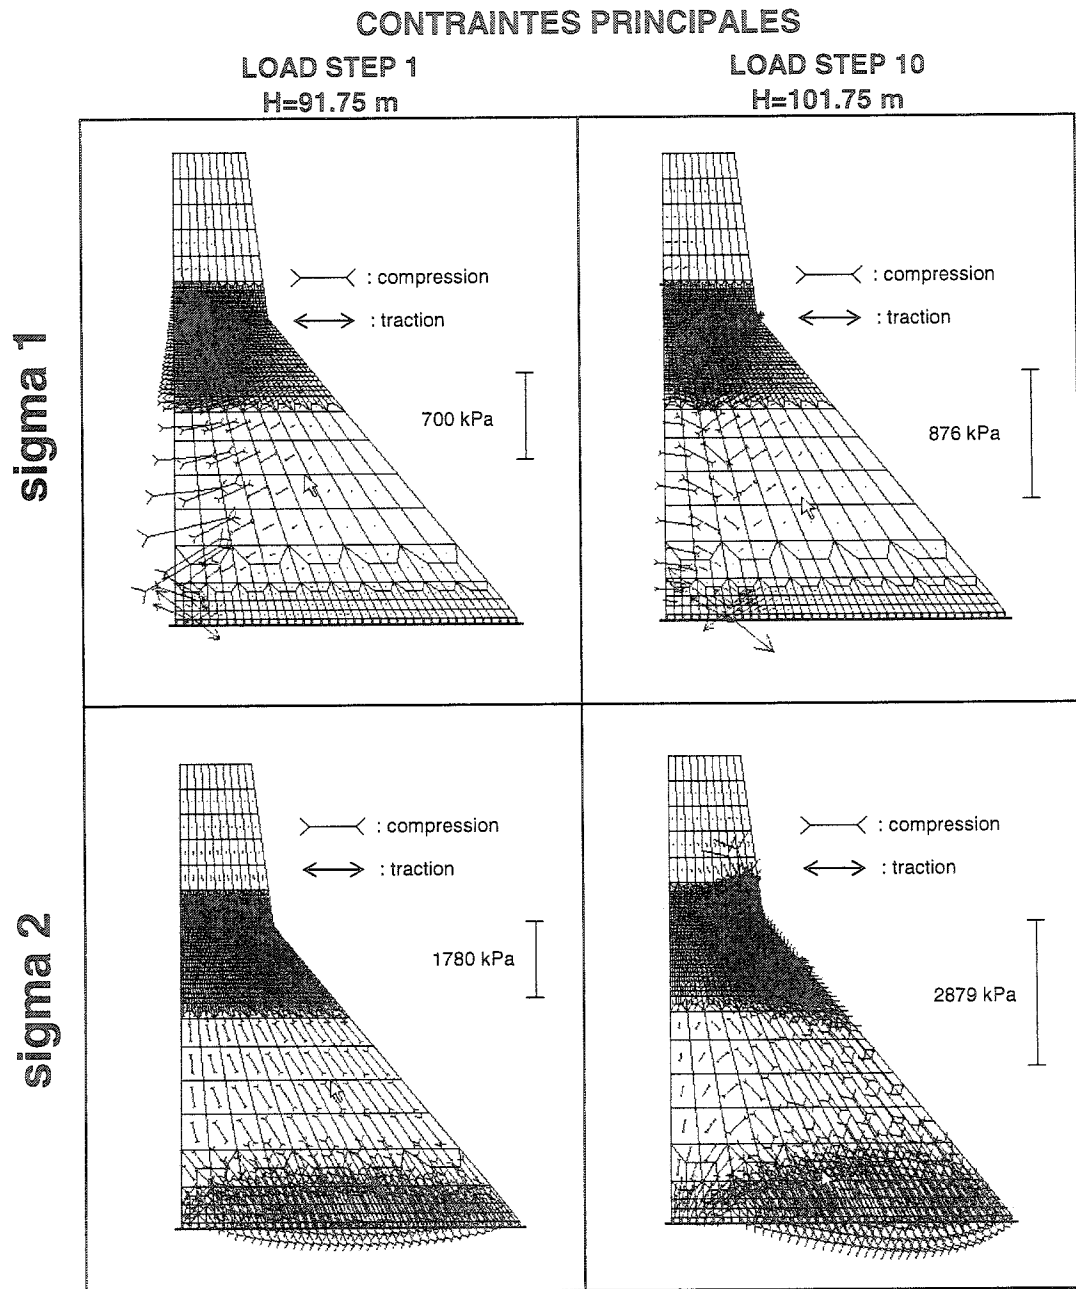 CONTRAINTES PRINCIPALES
LOAD STEP 1
H=91.75 m
LOAD STEP 10
H=101.75 m
sigma 1
: compression
: traction
700 kPa
: compression
: traction
876 kPa
sigma 2
: compression
: traction
1780 kPa
: compression
: traction
2879 kPa